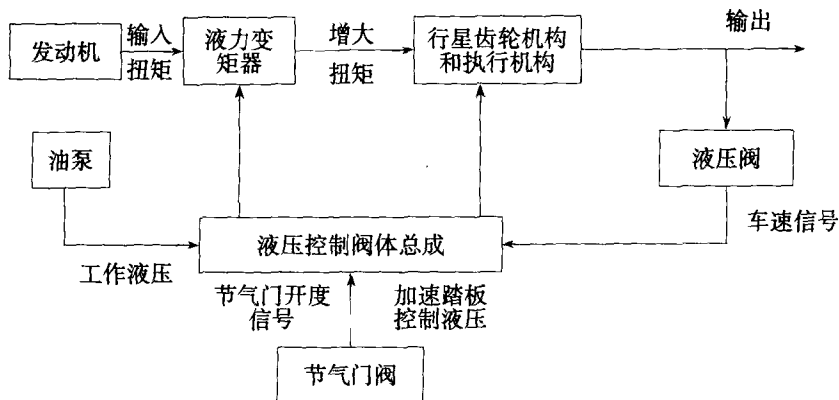 发动机
输入
扭矩
液力变
矩器
增大
扭矩
行星齿轮机构
和执行机构
输出
油泵
液压阀
车速信号
液压控制阀体总成
工作液压
节气门开度
信号
加速踏板
控制液压
节气门阀